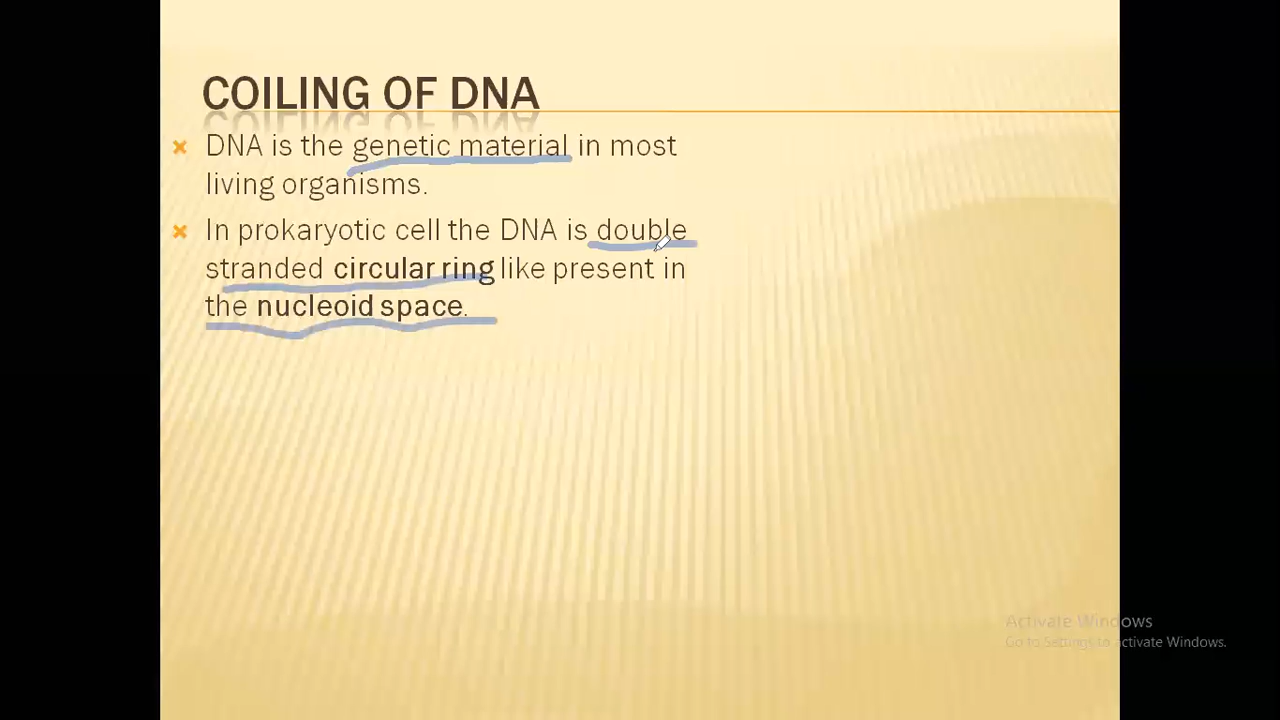 COILING OF DNA
DNA is the genetic material in most
living organisms.
In prokaryotic cell the DNA is double
stranded circular ring like present in
the nucleoid space.
Activate Windows
Go to Settings to activate Windows.